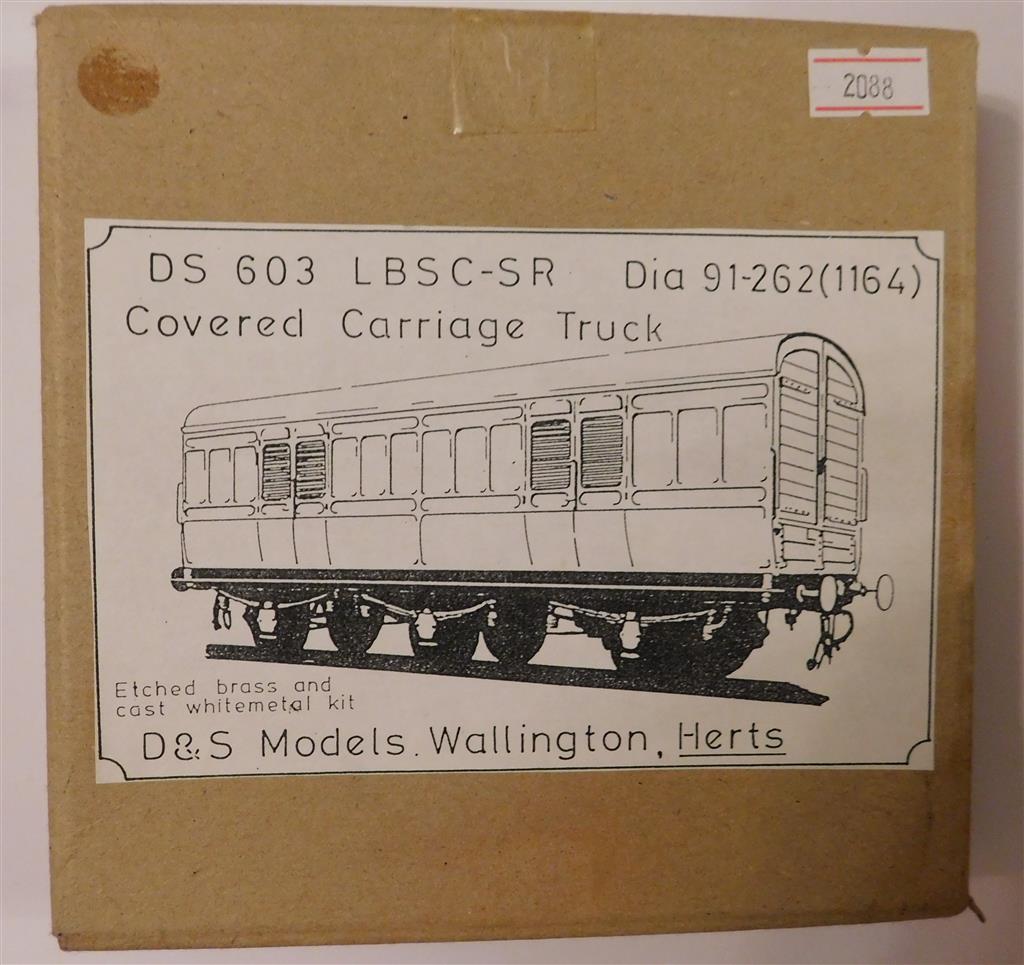 2088
DS 603 LBSC-SR Dia 91-262(1164)
Covered Carriage Truck
Etched brass and
cast whitemetal kit
D&S Models. Wallington, Herts